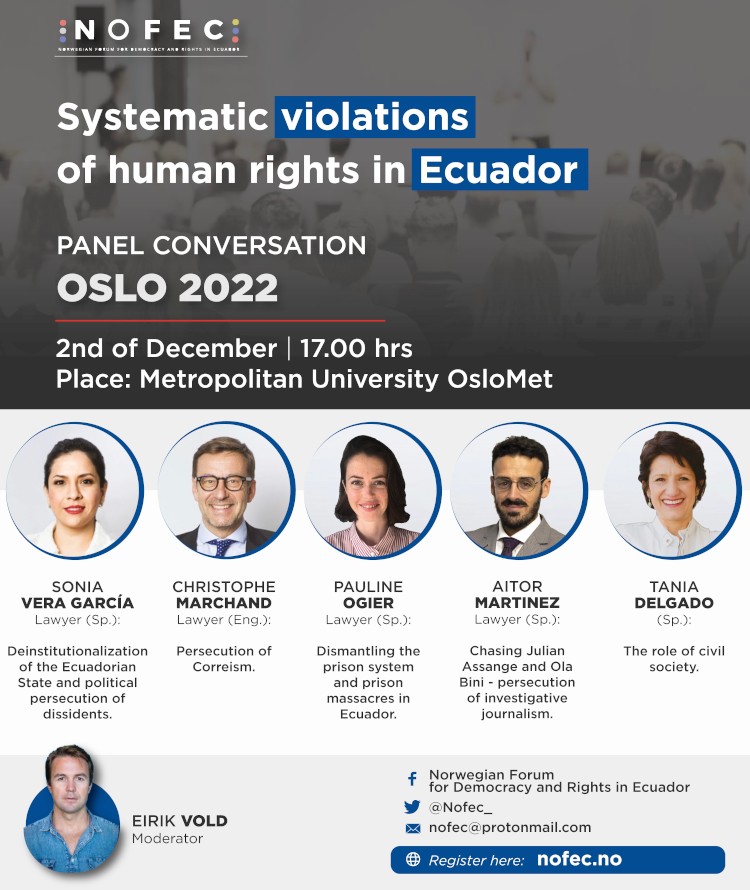 NOFEC
NORWEGIAN FORUM FOR DEMOCRACY AND RIGHTS IN ECUADOR
Systematic violations
of human rights in Ecuador
PANEL CONVERSATION
OSLO 2022
2nd of December | 17.00 hrs
Place: Metropolitan University OsloMet
SONIA
VERA GARCÍA
Lawyer (Sp.):
Deinstitutionalization
of the Ecuadorian
State and political
persecution of
dissidents.
CHRISTOPHE
MARCHAND
Lawyer (Eng.):
Persecution of
Correism.
PAULINE
OGIER
Lawyer (Sp.):
Dismantling the
prison system
and prison
massacres in
Ecuador.
AITOR
MARTINEZ
Lawyer (Sp.):
Chasing Julian
Assange and Ola
Bini - persecution
of investigative
journalism.
TANIA
DELGADO
(Sp.):
The role of civil
society.
EIRIK VOLD
Moderator
Norwegian Forum
for Democracy and Rights in Ecuador
@Nofec_
nofec@protonmail.com
Register here: nofec.no